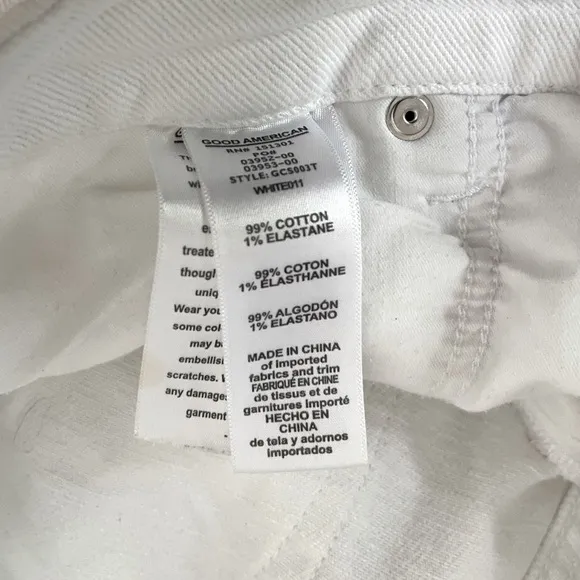 GOOD AMERICAN
RN# 151301
FO8
03952-00
03953-00
STYLE: GCS003T
WHITE011
99% COTTON
1% ELASTANE
99% COTON
1% ÉLASTHANNE
99% ALGODÓN
1% ELASTANO
MADE IN CHINA
of imported
fabrics and trim
FABRIQUÉ EN CHINE
de tissus et de
garnitures importé
HECHO EN
CHINA
de tela y adornos
importados
treate
though
uniq
Wear you
some col
may b
embellis
scratches.
any damage
garment